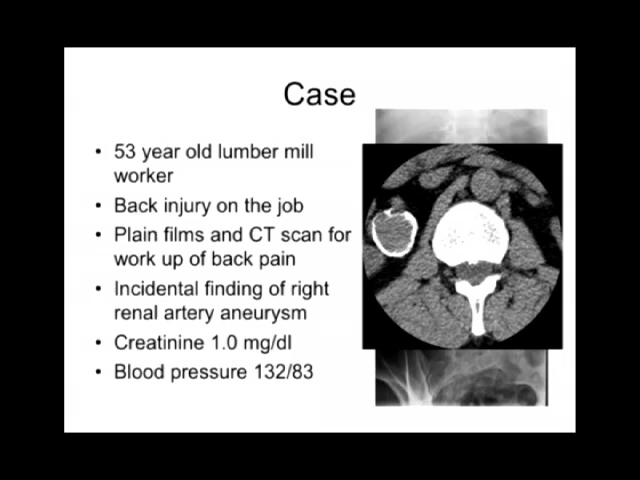 Case
• 53 year old lumber mill
worker
• Back injury on the job
• Plain films and CT scan for
work up of back pain
• Incidental finding of right
renal artery aneurysm
• Creatinine 1.0 mg/dl
• Blood pressure 132/83